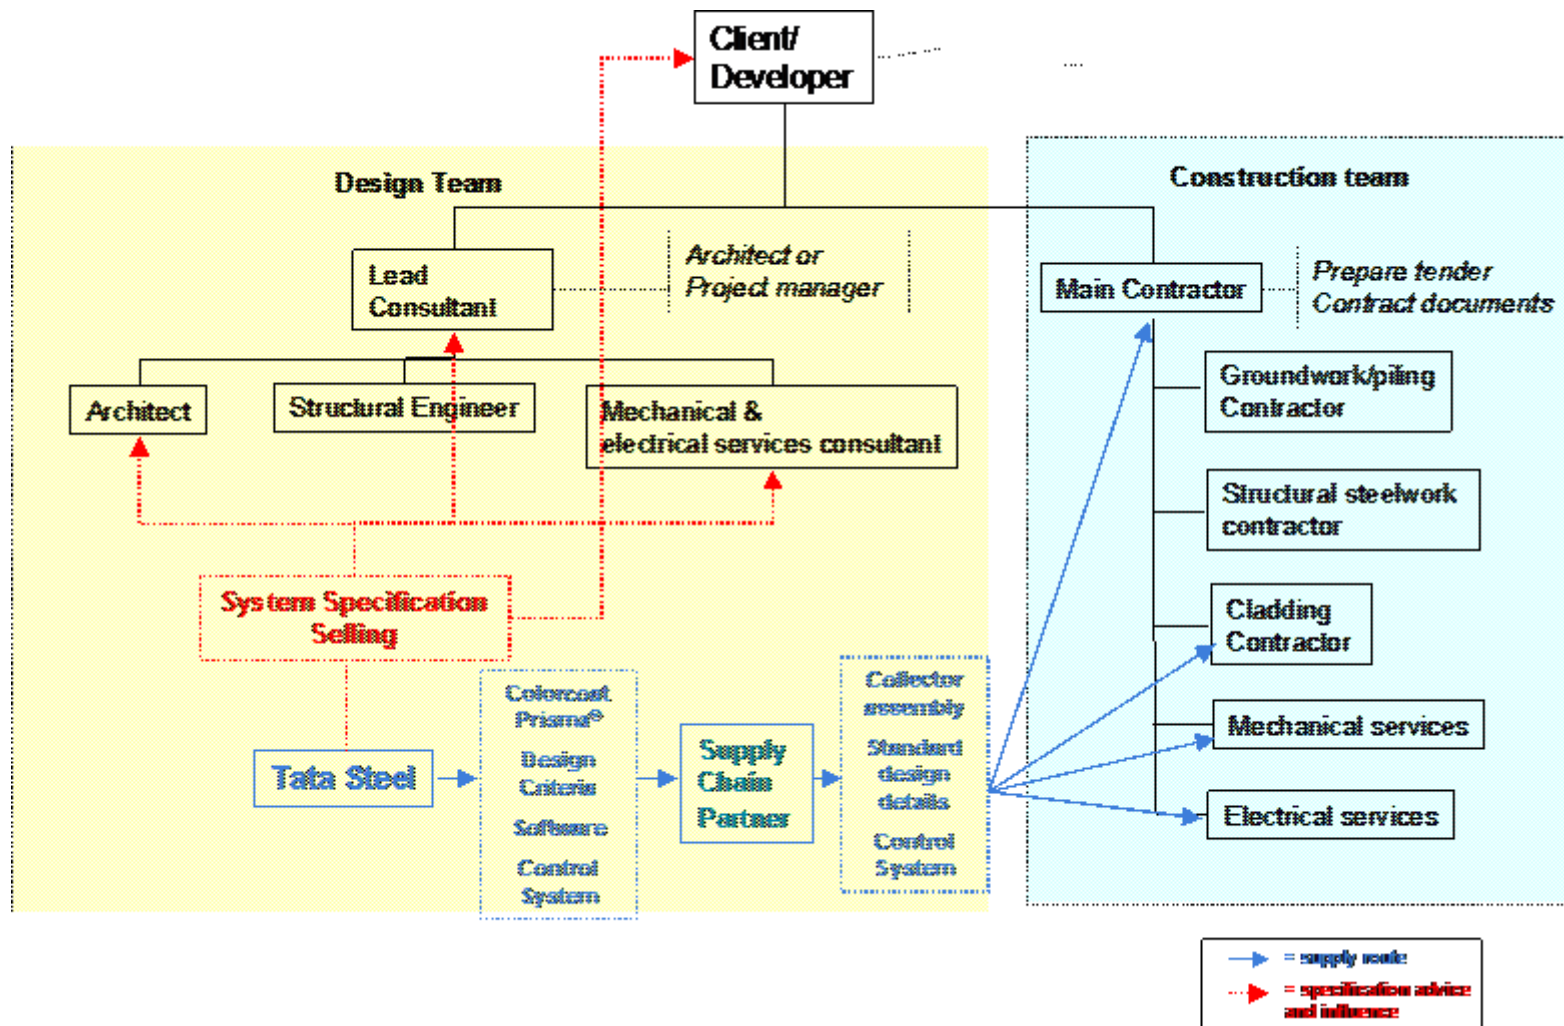 Client/
Developer
Design Team
Construction team
Lead
Consultant
Architect or
Project manager
Main Contractor
Prepare tender
Contract documents
Architect
Structural Engineer
Mechanical &
electrical services consultant
Groundwork/piling
Contractor
Structural steelwork
contractor
System Specification
Selling
Cladding
Contractor
Colorcoat
Prisma®
Design
Criteria
Software
Control
System
Collector
assembly
Standard
design
details
Control
System
Tata Steel
Supply
Chain
Partner
Mechanical services
Electrical services
= supply route
= specification advice
and influence